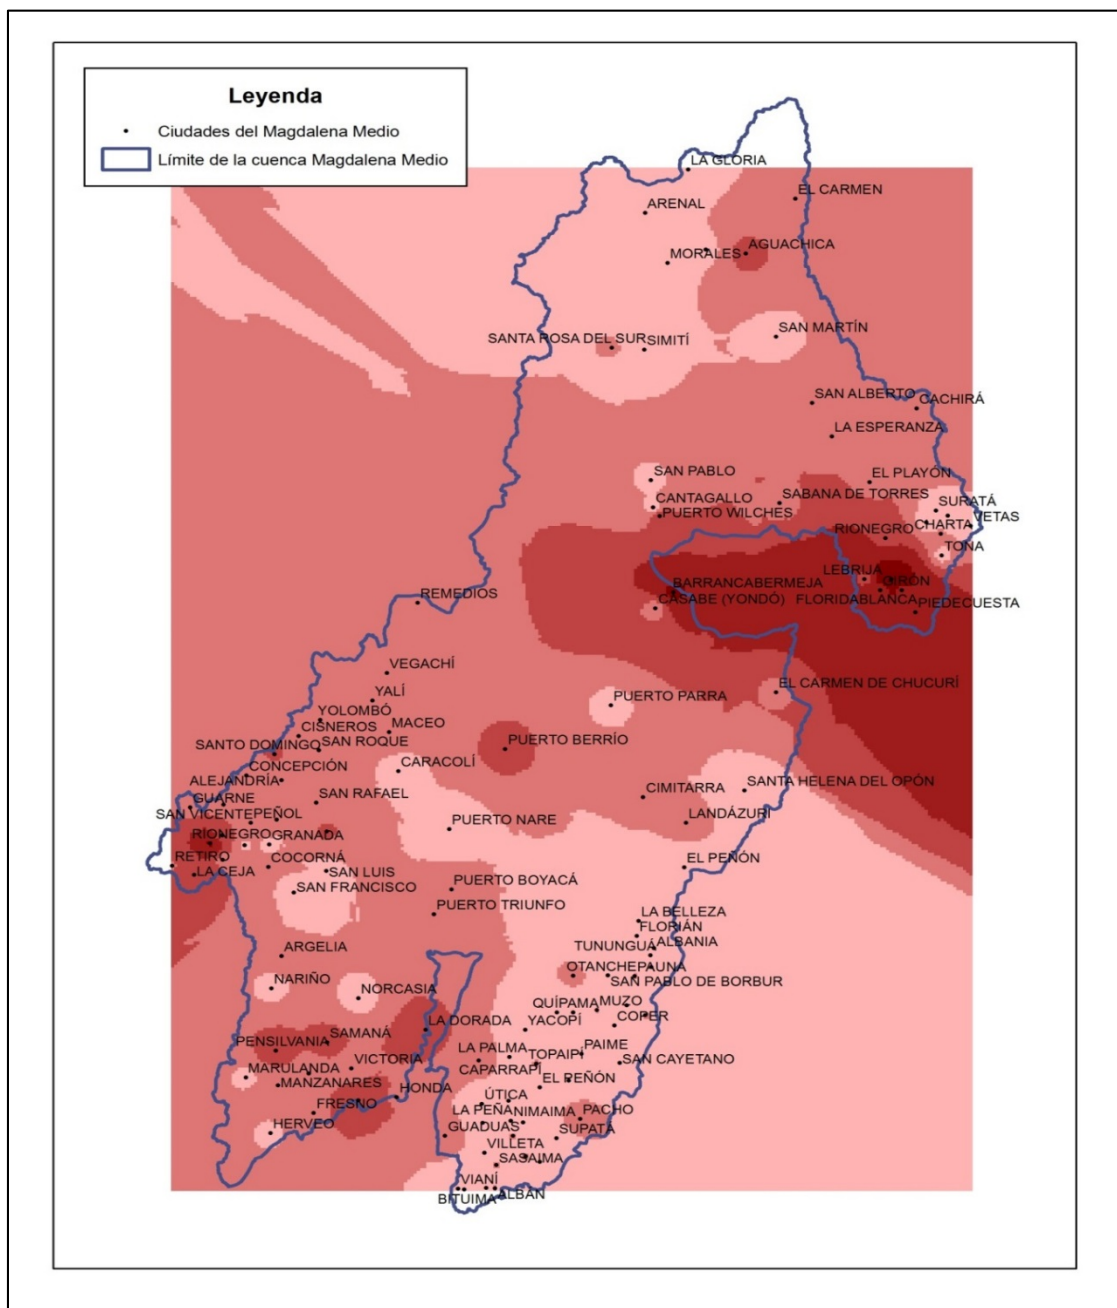 Leyenda
Ciudades del Magdalena Medio
Límite de la cuenca Magdalena Medio
LA GLORIA
EL CARMEN
ARENAL
AGUACHICA
MORALES
SAN MARTÍN
SANTA ROSA DEL SUR
SIMITÍ
SAN ALBERTO
CACHIRÁ
LA ESPERANZA
SAN PABLO
EL PLAYÓN
CANTAGALLO
SABANA DE TORRES
SURATÁ
PUERTO WILCHES
VETAS
RIONEGRO
CHARTA
TONA
LEBRIJA
BARRANCABERMEJA
GIRÓN
CASABE (YONDÓ)
FLORIDABLANCA
PIEDECUESTA
REMEDIOS
VEGACHÍ
EL CARMEN DE CHUCURÍ
YALÍ
PUERTO PARRA
YOLOMBÓ
CISNEROS
MACEO
SANTO DOMINGO
SAN ROQUE
PUERTO BERRÍO
CONCEPCIÓN
CARACOLÍ
ALEJANDRÍA
CIMITARRA
SANTA HELENA DEL OPÓN
GUARNE
SAN RAFAEL
SAN VICENTE
PEÑOL
PUERTO NARE
LANDÁZURI
RIONEGRO
GRANADA
RETIRO
COCORNÁ
EL PEÑÓN
LA CEJA
SAN LUIS
SAN FRANCISCO
PUERTO BOYACÁ
PUERTO TRIUNFO
LA BELLEZA
FLORIÁN
ARGELIA
TUNUNGUÁ
ALBANIA
NARIÑO
OTANCHE
PAUNA
SAN PABLO DE BORBUR
NORCASIA
QUÍPAMA
MUZO
LA DORADA
YACOPÍ
COPER
PENSILVANIA
SAMANÁ
LA PALMA
TOPAIPÍ
PAIME
MARULANDA
VICTORIA
CAPARRAPÍ
SAN CAYETANO
MANZANARES
HONDA
EL PEÑÓN
ÚTICA
FRESNO
LA PEÑA
NIMAIMA
PACHO
HERVEO
GUADUAS
SUPATÁ
VILLETA
SASAIMA
VIANÍ
BITUIMA
ALBÁN